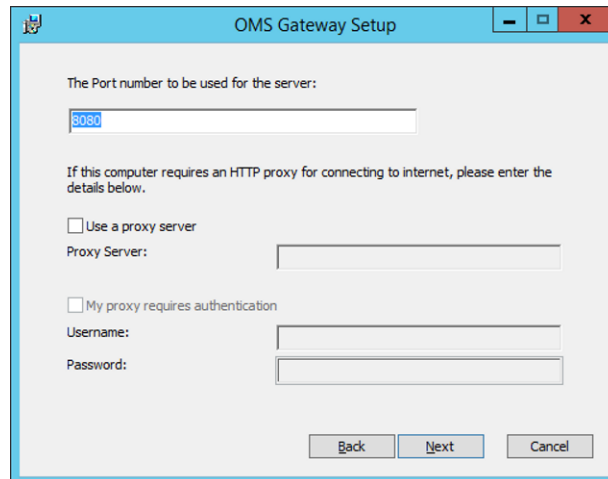 OMS Gateway Setup
The Port number to be used for the server:
8080
If this computer requires an HTTP proxy for connecting to internet, please enter the
details below.
Use a proxy server
Proxy Server:
My proxy requires authentication
Username:
Password:
Back Next Cancel